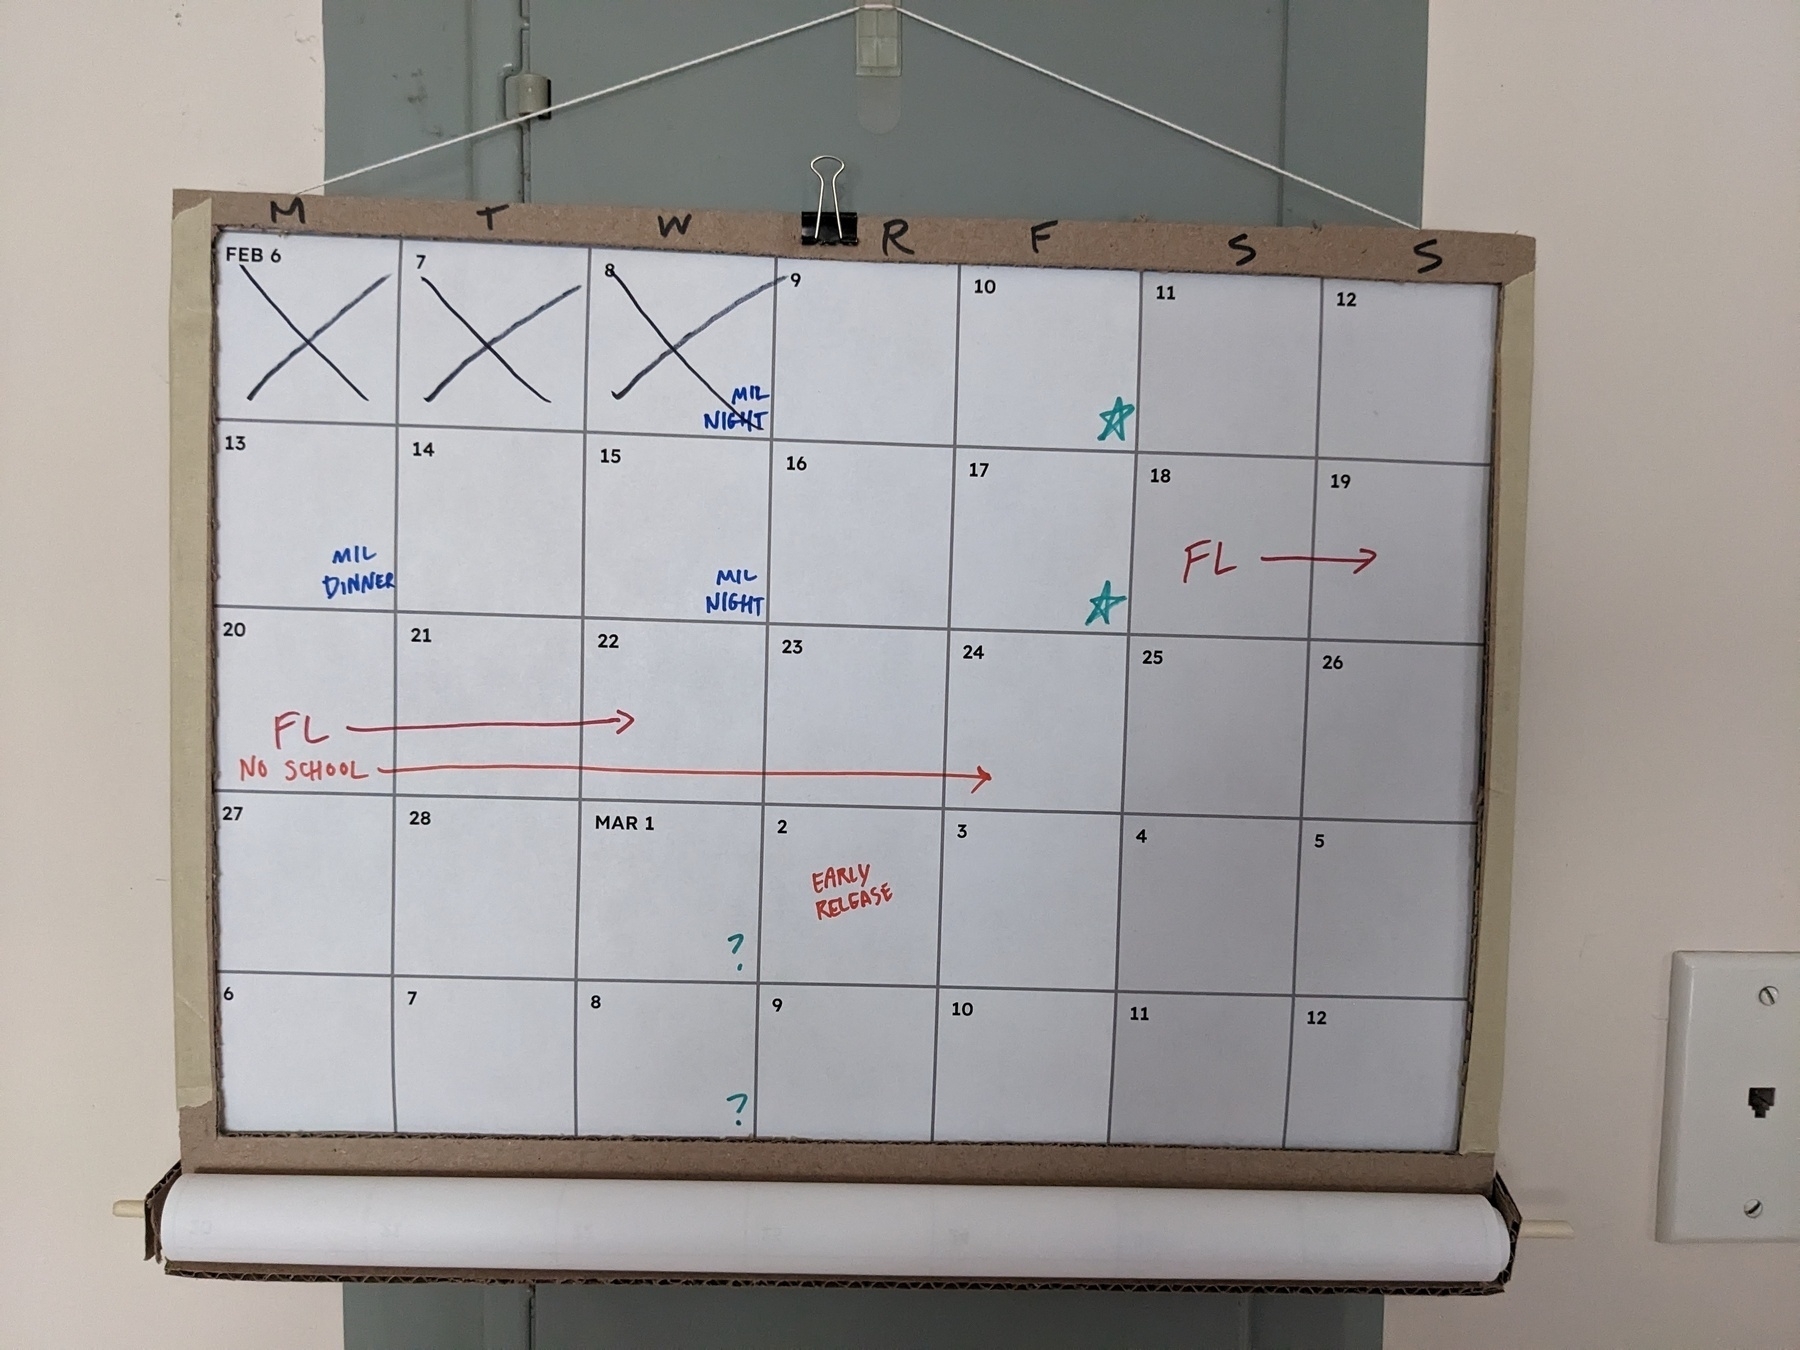 M T W R F S S
FEB 6 7 8 9 10 11 12
MIL
NIGHT
13 14 15 16 17 18 19
MIL
DINNER
MIL
NIGHT
FL
20 21 22 23 24 25 26
FL
NO SCHOOL
27 28 MAR 1 2 3 4 5
EARLY
RELEASE
?
6 7 8 9 10 11 12
?